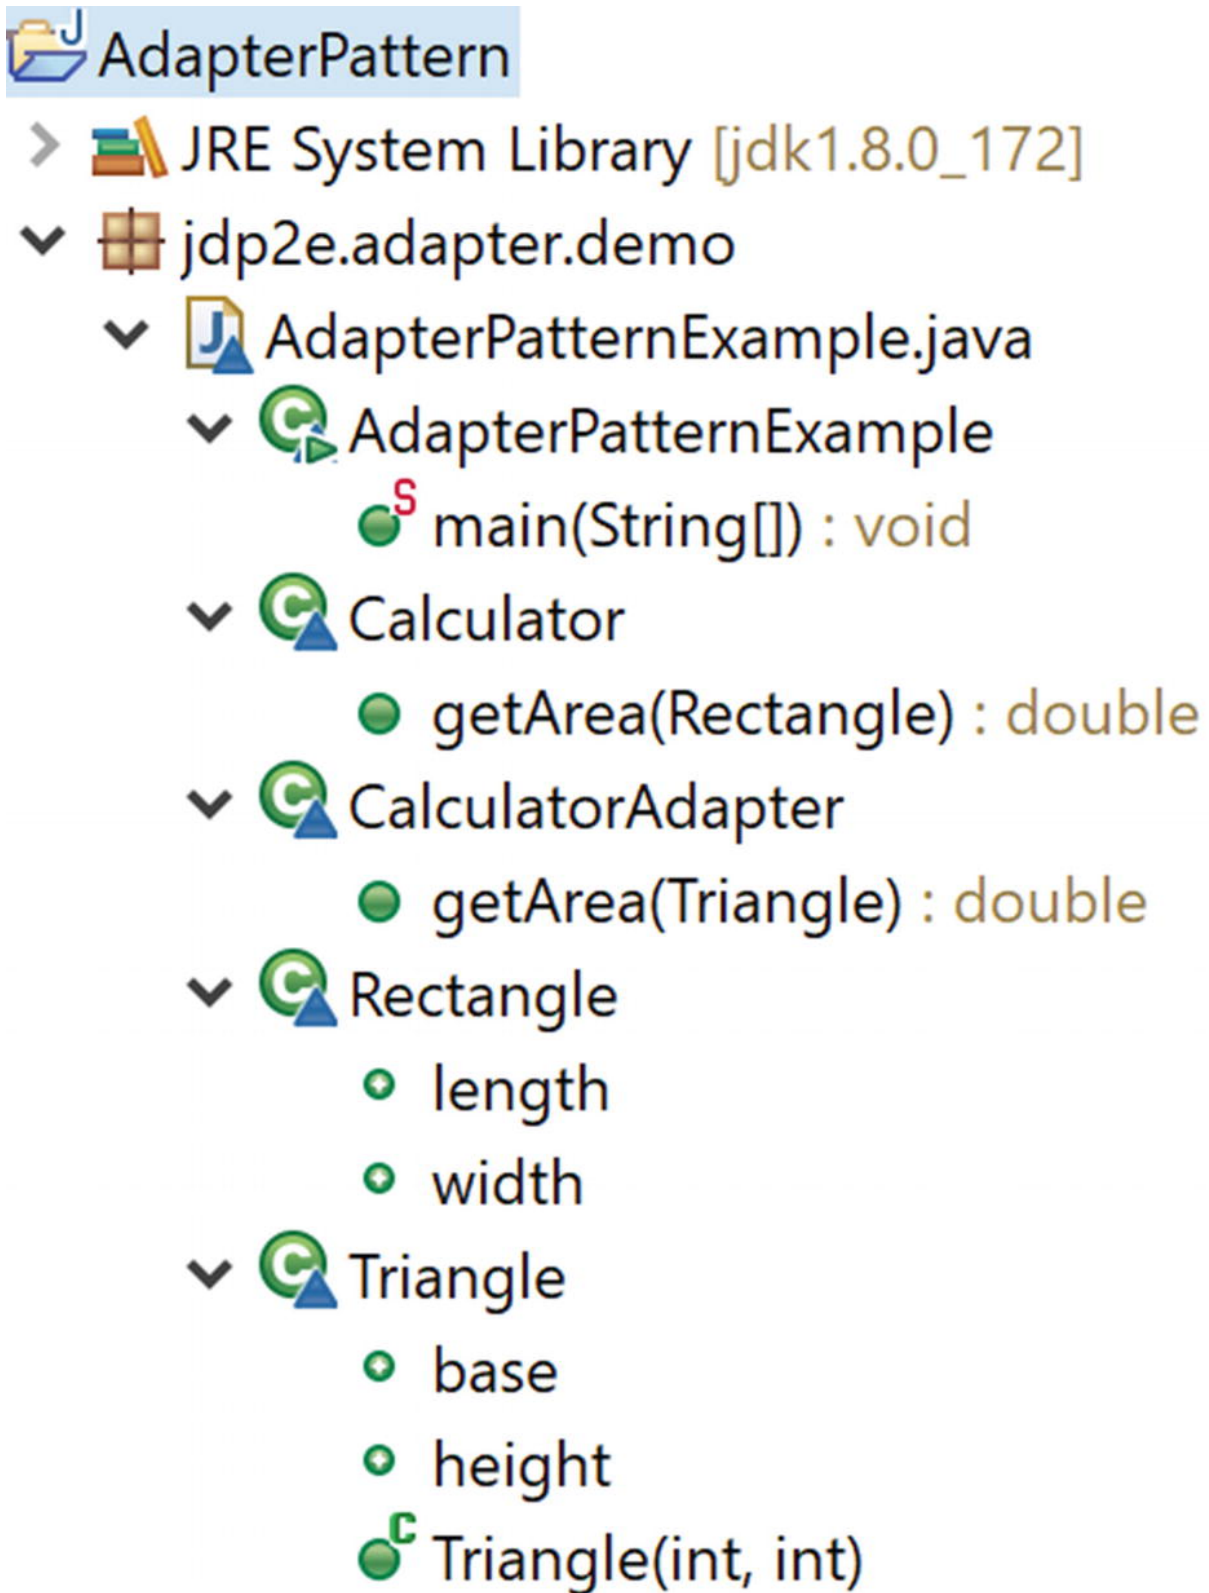 AdapterPattern
JRE System Library [jdk1.8.0_172]
jdp2e.adapter.demo
AdapterPatternExample.java
AdapterPatternExample
main(String[]) : void
Calculator
getArea(Rectangle) : double
CalculatorAdapter
getArea(Triangle) : double
Rectangle
length
width
Triangle
base
height
Triangle(int, int)